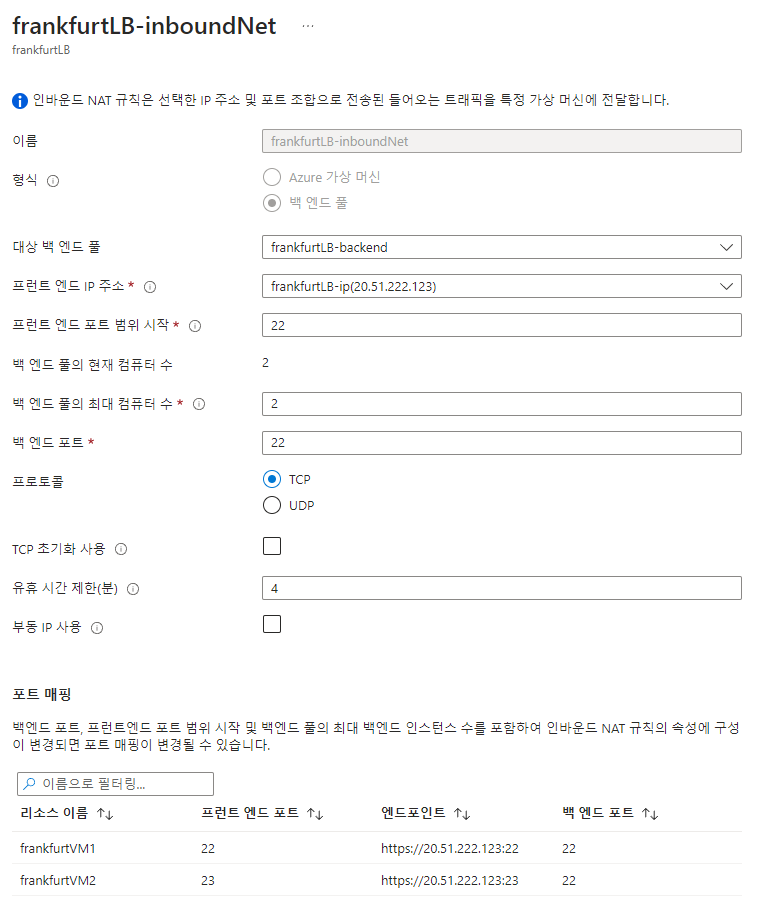 frankfurtLB-inboundNet ...
frankfurtLB
인바운드 NAT 규칙은 선택한 IP 주소 및 포트 조합으로 전송된 들어오는 트래픽을 특정 가상 머신에 전달합니다.
이름 frankfurtLB-inboundNet
형식 Azure 가상 머신
백 엔드 풀
대상 백 엔드 풀 frankfurtLB-backend
프런트 엔드 IP 주소 * frankfurtLB-ip(20.51.222.123)
프런트 엔드 포트 범위 시작 * 22
백 엔드 풀의 현재 컴퓨터 수 2
백 엔드 풀의 최대 컴퓨터 수 * 2
백 엔드 포트 * 22
프로토콜 TCP
UDP
TCP 초기화 사용
유휴 시간 제한(분) 4
부동 IP 사용
포트 매핑
백엔드 포트, 프런트엔드 포트 범위 시작 및 백엔드 풀의 최대 백엔드 인스턴스 수를 포함하여 인바운드 NAT 규칙의 속성에 구성
이 변경되면 포트 매핑이 변경될 수 있습니다.
이름으로 필터링...
리소스 이름 ↑↓ 프런트 엔드 포트 ↑↓ 엔드포인트 ↑↓ 백 엔드 포트 ↑↓
frankfurtVM1 22 https://20.51.222.123:22 22
frankfurtVM2 23 https://20.51.222.123:23 22